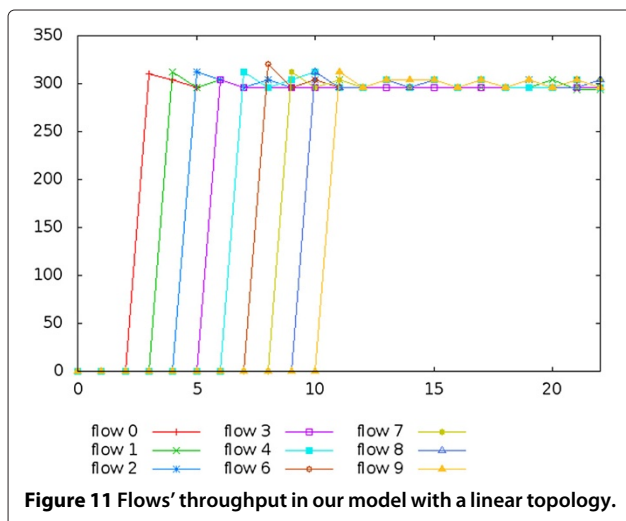 350
300
250
200
150
100
50
0
0 5 10 15 20
flow 0 flow 3 flow 7
flow 1 flow 4 flow 8
flow 2 flow 6 flow 9
Figure 11 Flows' throughput in our model with a linear topology.